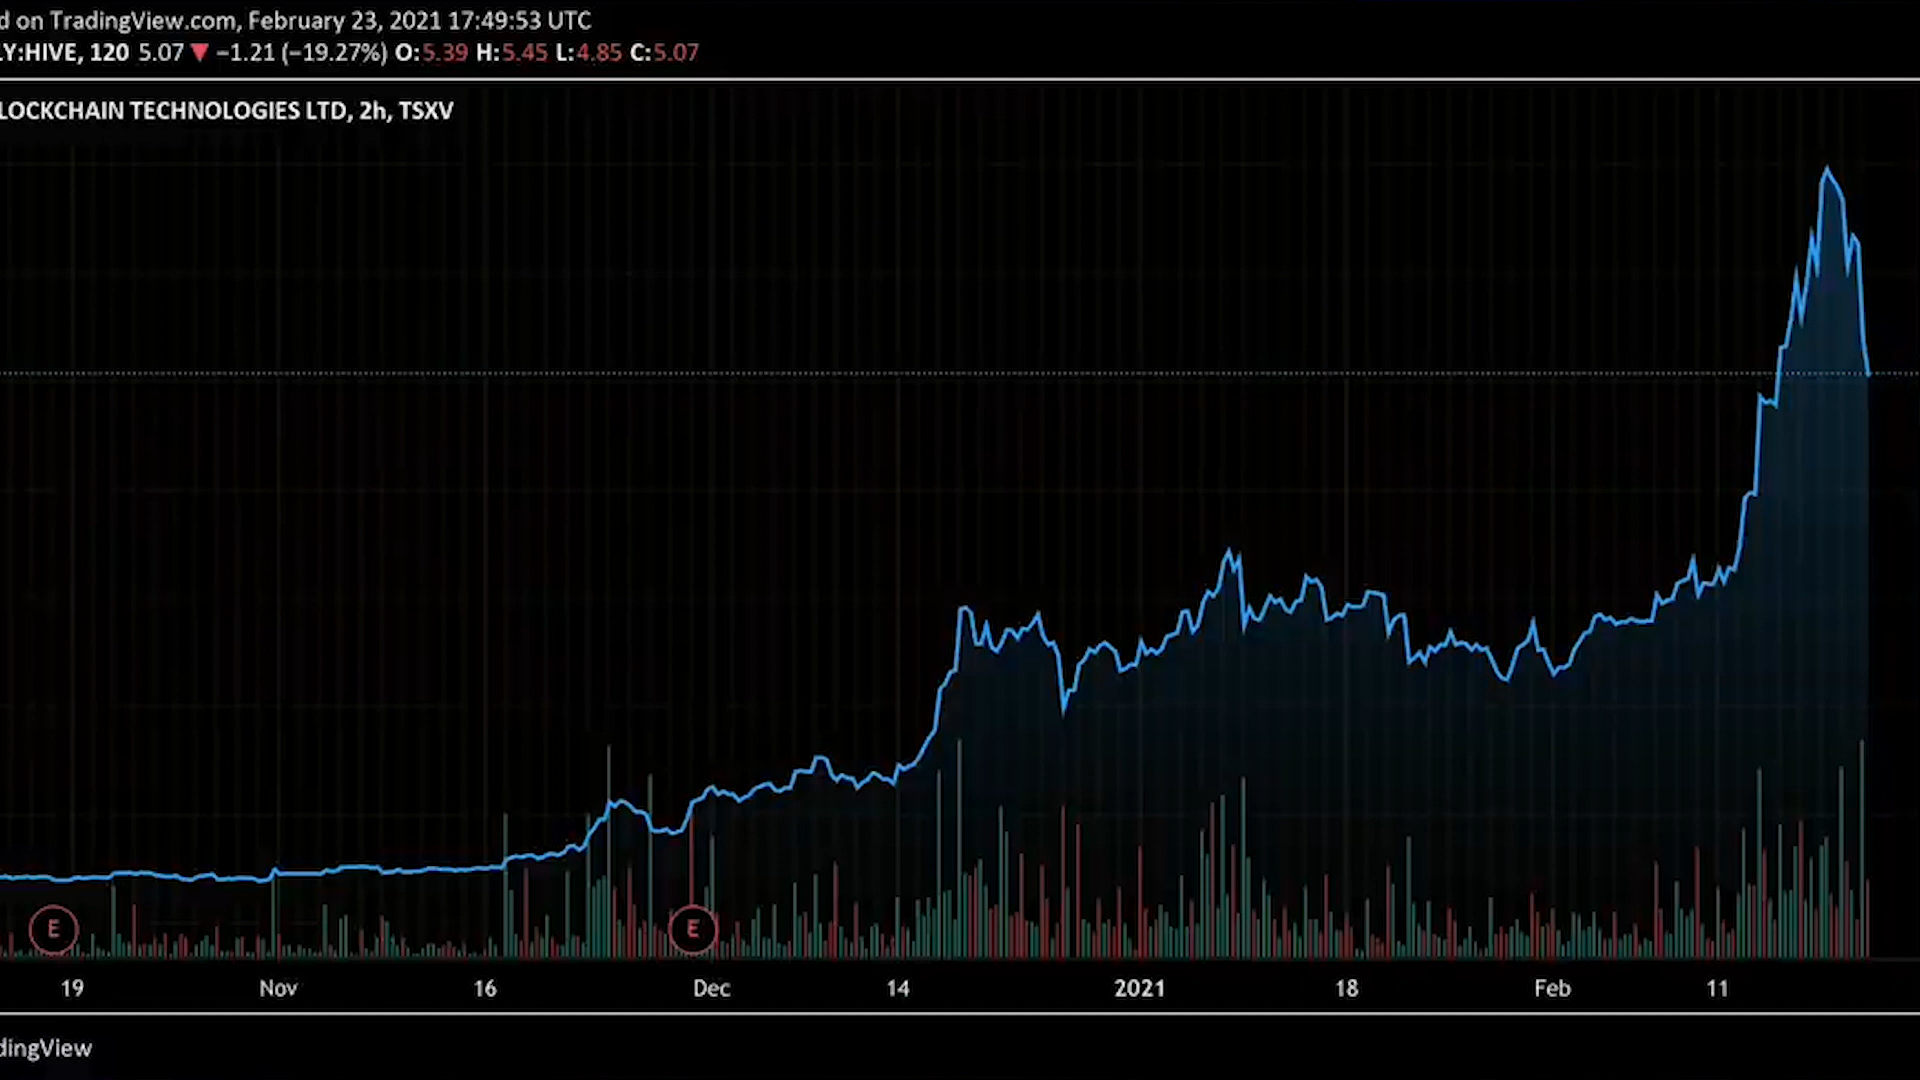 d on TradingView.com, February 23, 2021 17:49:53 UTC
LY:HIVE, 120 5.07 ▼ −1.21 (−19.27%) O:5.39 H:5.45 L:4.85 C:5.07
LOCKCHAIN TECHNOLOGIES LTD, 2h, TSXV
E E
19 Nov 16 Dec 14 2021 18 Feb 11
dingView